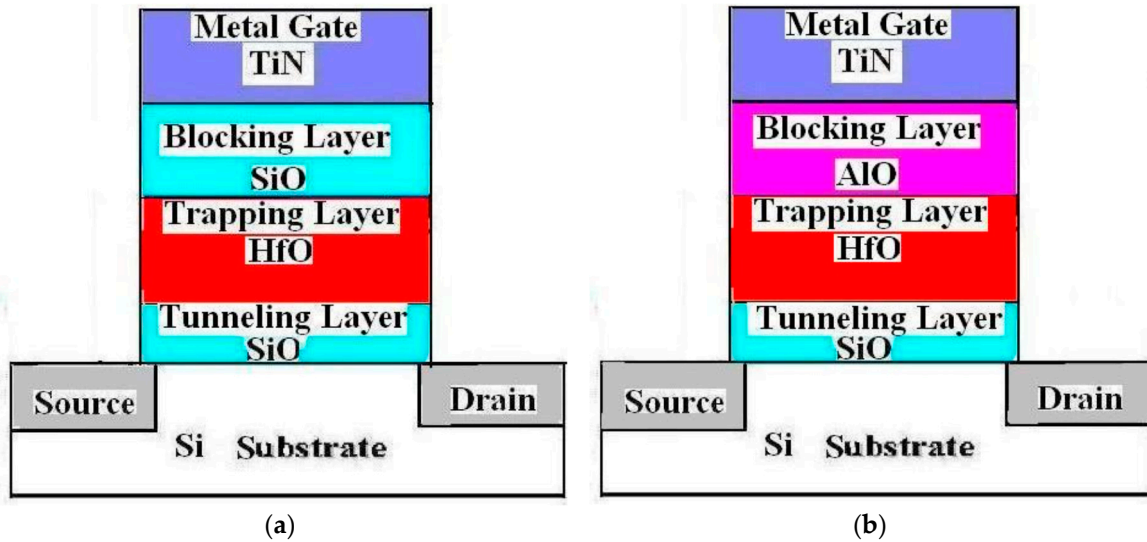 Metal Gate
TiN
Blocking Layer
SiO
Trapping Layer
HfO
Tunneling Layer
SiO
Source
Drain
Si Substrate
(a)
Metal Gate
TiN
Blocking Layer
AlO
Trapping Layer
HfO
Tunneling Layer
SiO
Source
Drain
Si Substrate
(b)